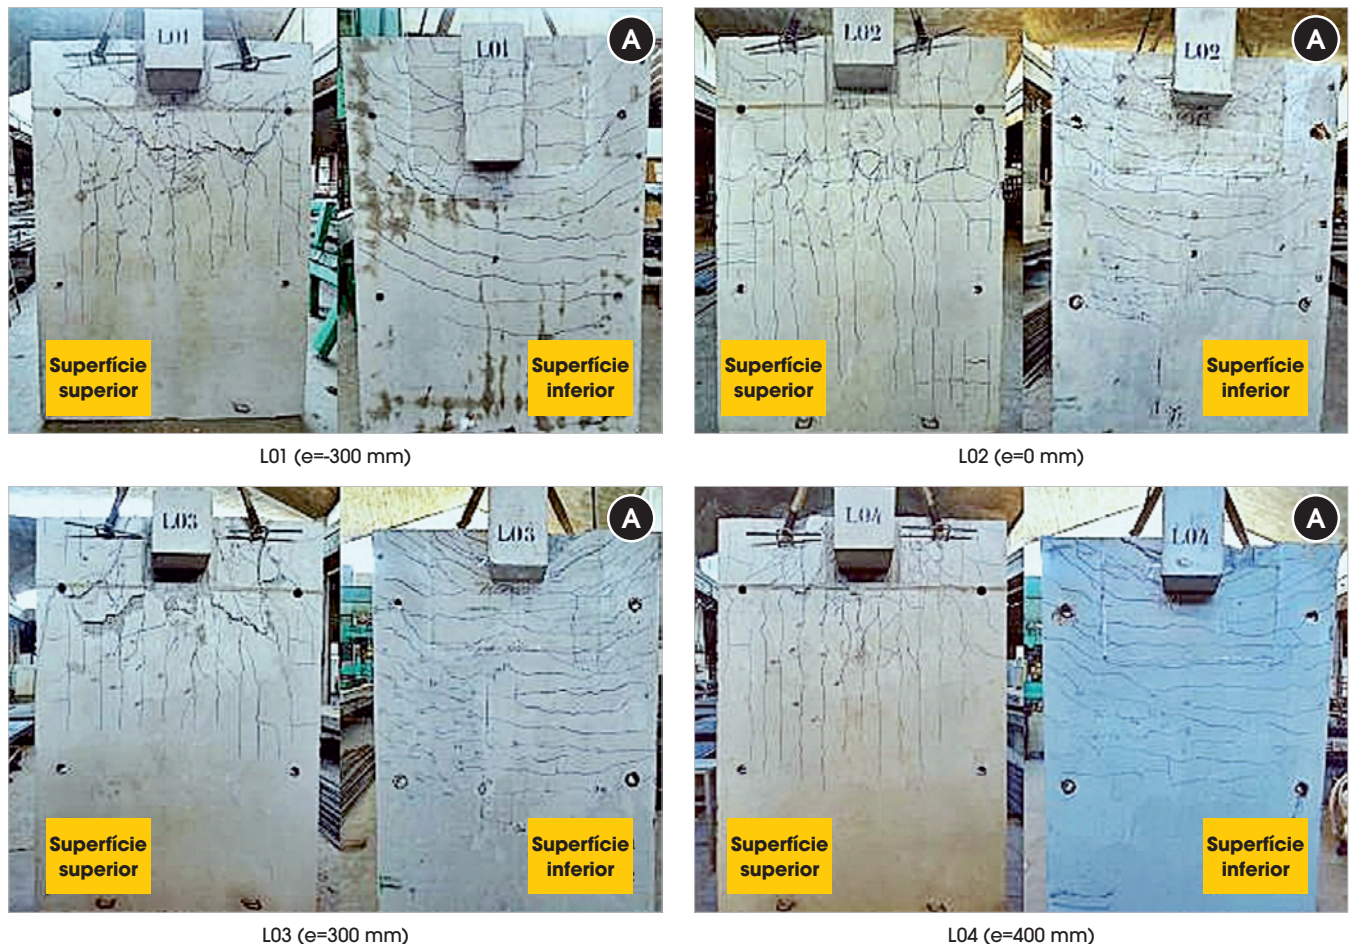 L01
L01
A
Superfície
superior
Superfície
inferior
L01 (e=-300 mm)
L02
L02
A
Superfície
superior
Superfície
inferior
L02 (e=0 mm)
L03
L03
A
Superfície
superior
Superfície
inferior
L03 (e=300 mm)
L04
L04
A
Superfície
superior
Superfície
inferior
L04 (e=400 mm)